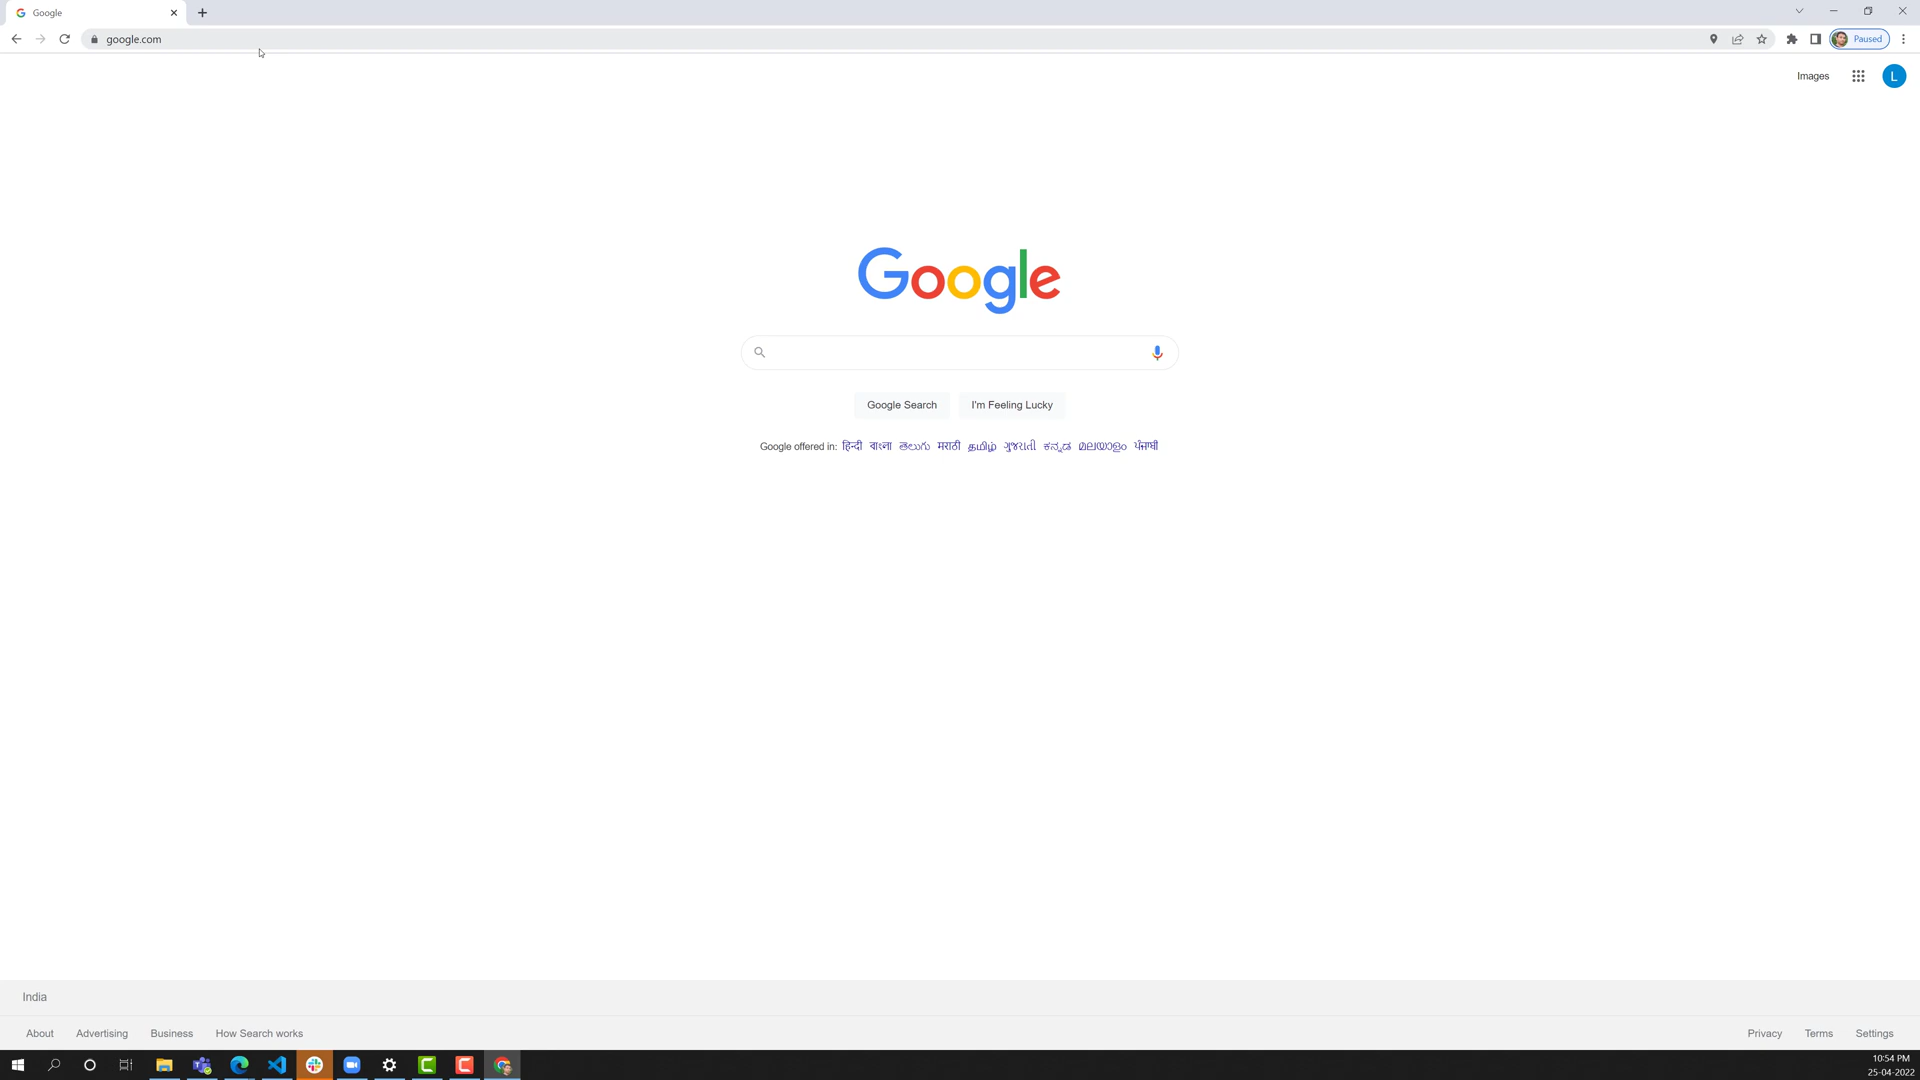 Google
google.com
Paused
Images
L
Google
Google Search I'm Feeling Lucky
Google offered in: हिन्दी বাংলা తెలుగు मराठी தமிழ் ગુજરાતી ಕನ್ನಡ മലയാളം ਪੰਜਾਬੀ
India
About Advertising Business How Search works Privacy Terms Settings
10:54 PM
25-04-2022